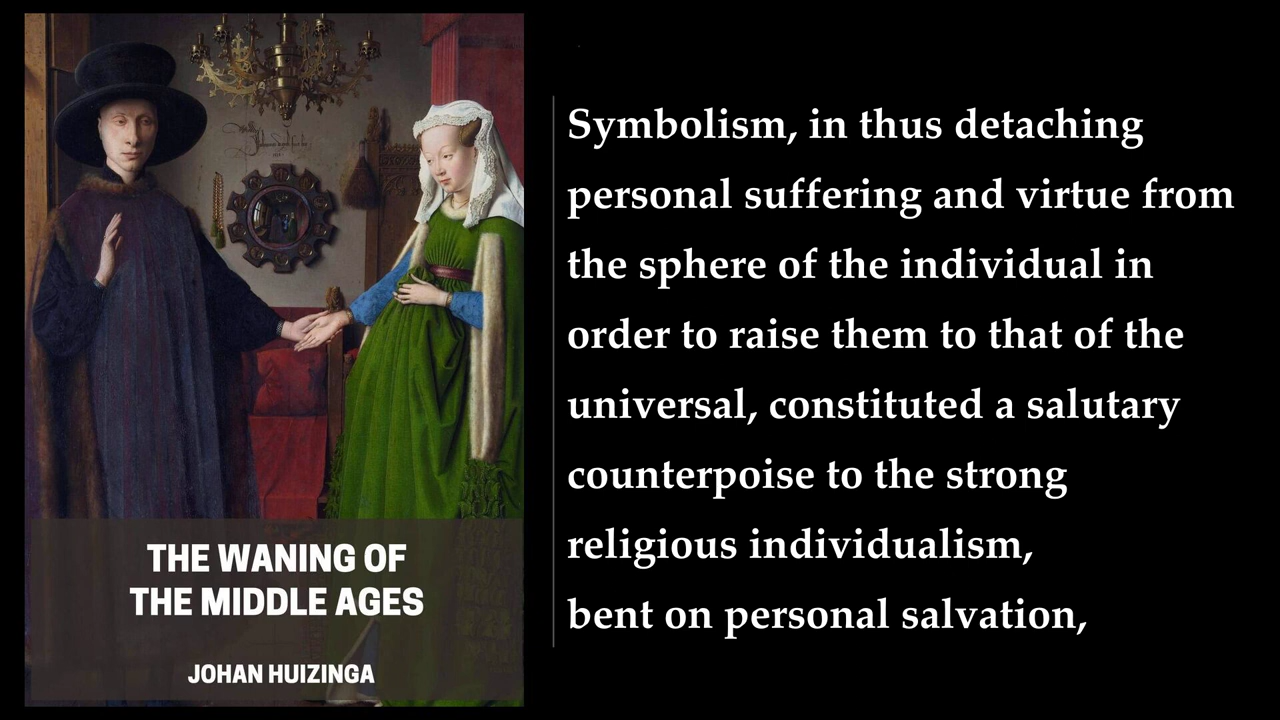 THE WANING OF
THE MIDDLE AGES
JOHAN HUIZINGA
Symbolism, in thus detaching
personal suffering and virtue from
the sphere of the individual in
order to raise them to that of the
universal, constituted a salutary
counterpoise to the strong
religious individualism,
bent on personal salvation,